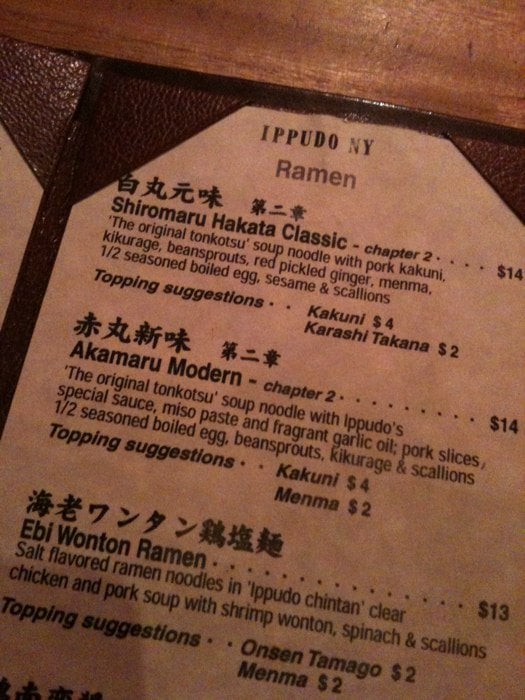 IPPUDO NY
Ramen
白丸元味 第二章
Shiromaru Hakata Classic - chapter 2 · · · · $14
'The original tonkotsu' soup noodle with pork kakuni,
kikurage, beansprouts, red pickled ginger, menma,
1/2 seasoned boiled egg, sesame & scallions
Topping suggestions · · Kakuni $4
Karashi Takana $2
赤丸新味 第二章
Akamaru Modern - chapter 2 · · · · · · · · · · $14
'The original tonkotsu' soup noodle with Ippudo's
special sauce, miso paste and fragrant garlic oil; pork slices,
1/2 seasoned boiled egg, beansprouts, kikurage & scallions
Topping suggestions · · Kakuni $4
Menma $2
海老ワンタン鶏塩麺
Ebi Wonton Ramen · · · · · · · · · · · · · $13
Salt flavored ramen noodles in 'Ippudo chintan' clear
chicken and pork soup with shrimp wonton, spinach & scallions
Topping suggestions · · Onsen Tamago $2
Menma $2